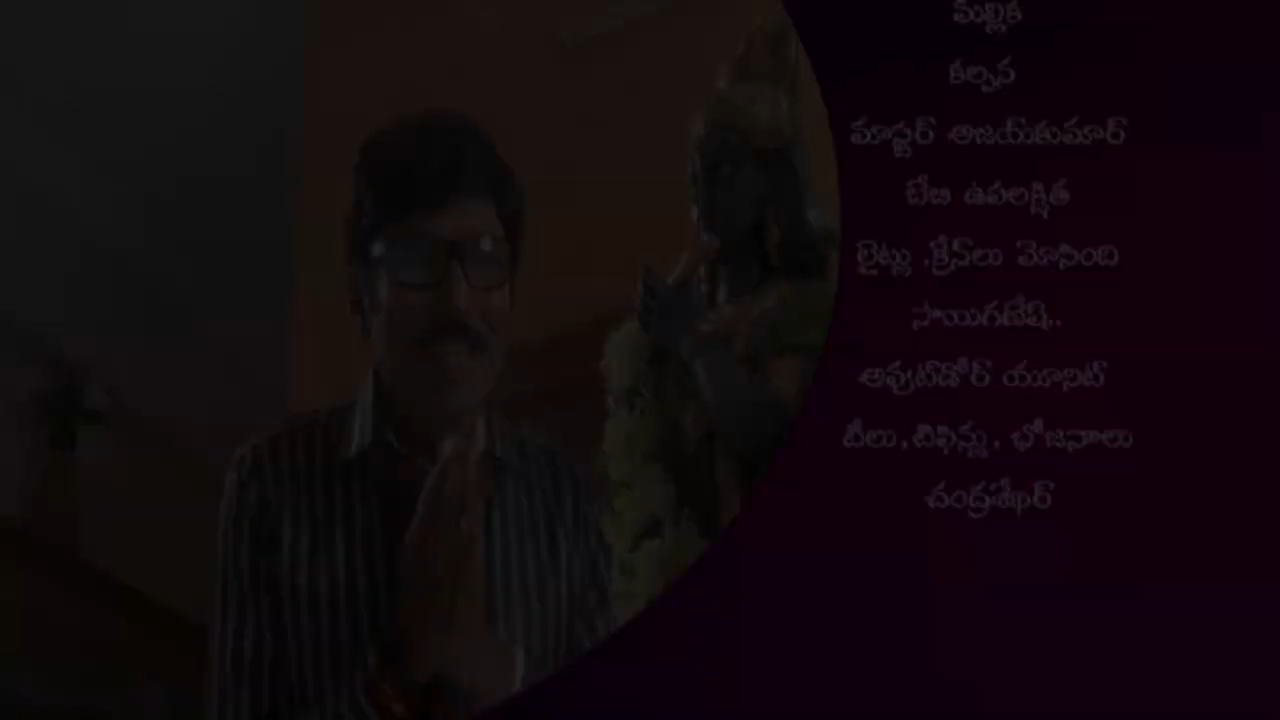 మల్లిక
కల్పన
మాస్టర్ అజయ్‌కుమార్
బేబి ఉపలక్షిత
లైట్లు ,క్రేన్‌లు మోసింది
సాయిగణేష్..
అవుట్‌డోర్ యూనిట్
టీలు,టిఫిన్లు, భోజనాలు
చంద్రశేఖర్